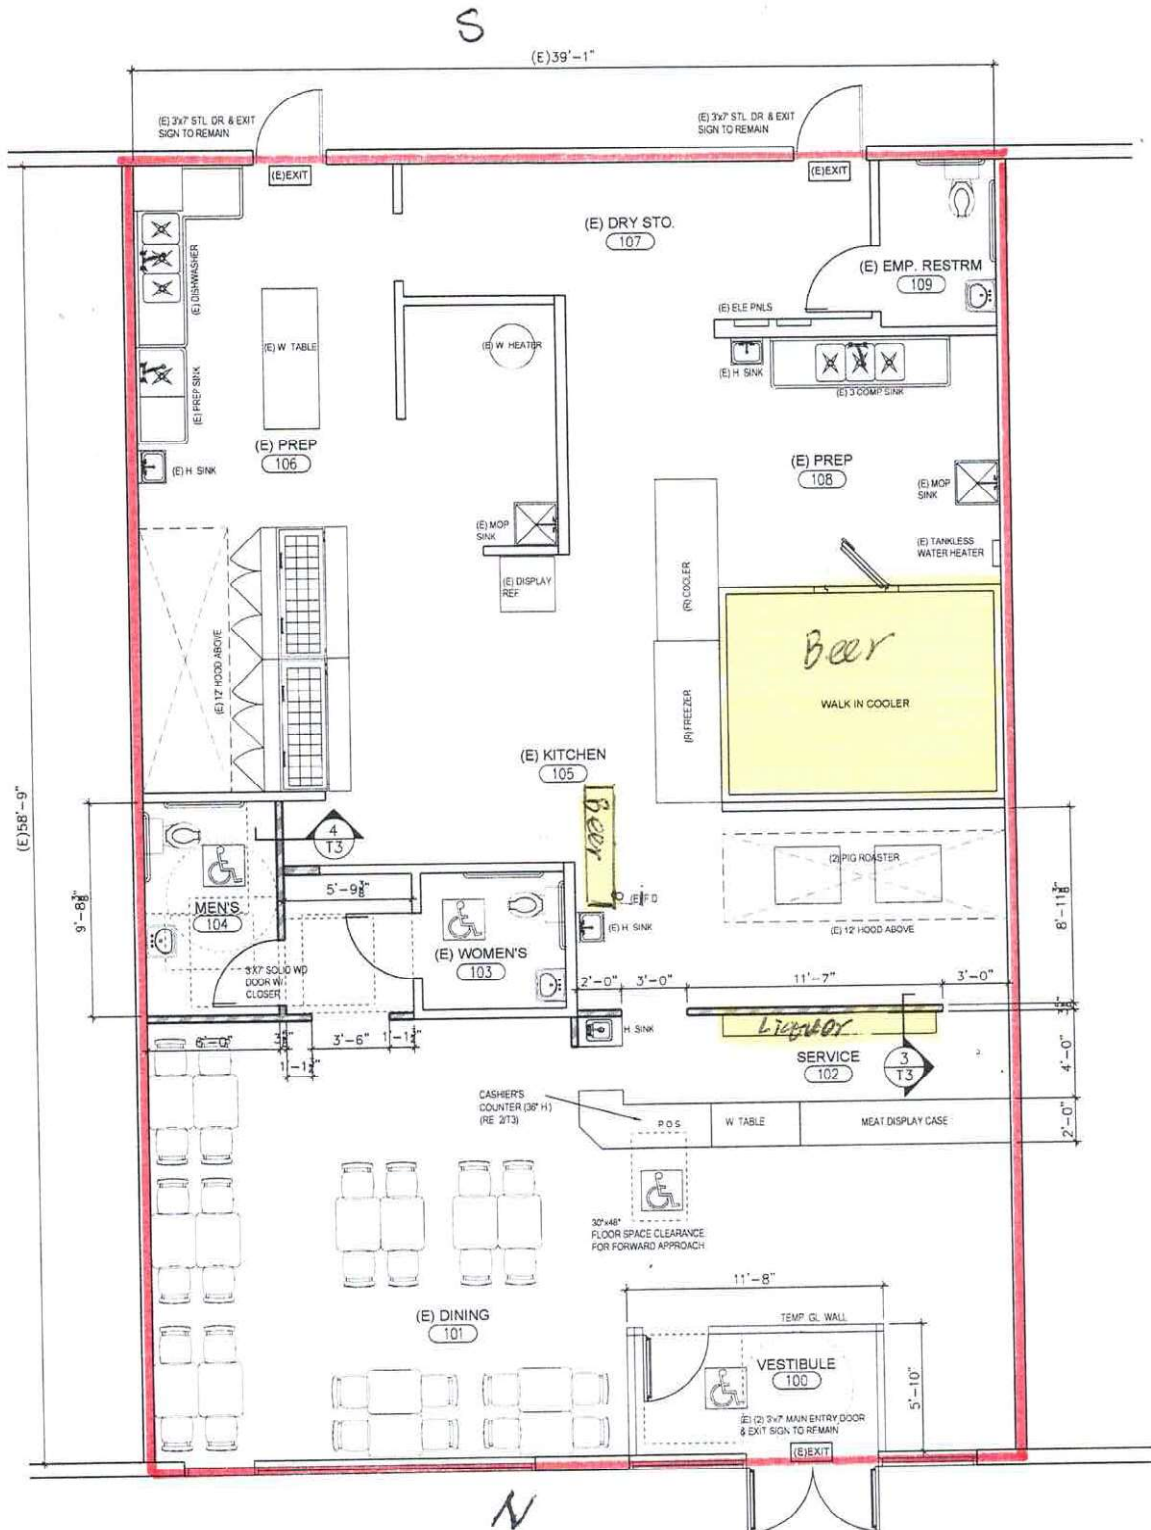 S
(E)39'-1"
(E) 3'x7' STL DR. & EXIT
SIGN TO REMAIN
(E) 3'x7' STL DR & EXIT
SIGN TO REMAIN
(E)EXIT
(E)EXIT
(E) DRY STO.
107
(E) EMP. RESTRM
109
(E) DISHWASHER
(E) W TABLE
(E) W HEATER
(E) ELE PNLS
(E) H SINK
(E) 3 COMP SINK
(E) PREP SINK
(E) PREP
106
(E) H SINK
(E) PREP
108
(E) MOP
SINK
(E) MOP
SINK
(E) TANKLESS
WATER HEATER
(E) DISPLAY
REF
(R) COOLER
(E) 12' HOOD ABOVE
Beer
WALK IN COOLER
(R) FREEZER
(E) KITCHEN
105
(E)58'-9"
Beer
4
T3
(2) PIG ROASTER
5'-9 3/8"
(E) F D
(E) 12' HOOD ABOVE
MEN'S
104
(E) WOMEN'S
103
(E) H SINK
3'X7' SOLID WD
DOOR W/
CLOSER
2'-0"
3'-0"
11'-7"
3'-0"
H SINK
Liquor
SERVICE
102
3
T3
6'-0"
3'-6"
4'-0"
2'-0"
CASHIER'S
COUNTER (36" H)
(RE 2/T3)
POS
W TABLE
MEAT DISPLAY CASE
30"x48"
FLOOR SPACE CLEARANCE
FOR FORWARD APPROACH
11'-8"
(E) DINING
101
TEMP GL WALL
VESTIBULE
100
5'-10"
(E) (2) 3'x7' MAIN ENTRY DOOR
& EXIT SIGN TO REMAIN
(E)EXIT
N